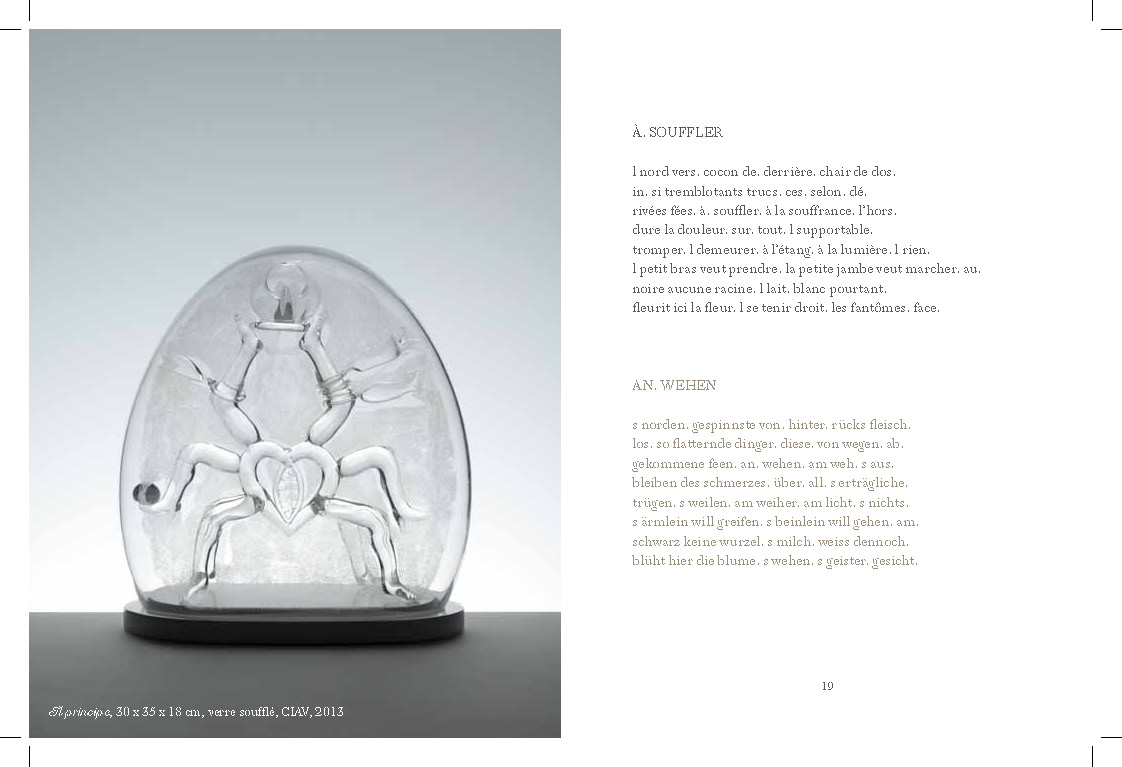 Il principe, 30 x 35 x 18 cm, verre soufflé, CIAV, 2013
À. SOUFFLER
l nord vers. cocon de. derrière. chair de dos.
in. si tremblotants trucs. ces. selon. dé.
rivées fées. à. souffler. à la souffrance. l’hors.
dure la douleur. sur. tout. l supportable.
tromper. l demeurer. à l’étang. à la lumière. l rien.
l petit bras veut prendre. la petite jambe veut marcher. au.
noire aucune racine. l lait. blanc pourtant.
fleurit ici la fleur. l se tenir droit. les fantômes. face.
AN. WEHEN
s norden. gespinnste von. hinter. rücks fleisch.
los. so flatternde dinger. diese. von wegen. ab.
gekommene feen. an. wehen. am weh. s aus.
bleiben des schmerzes. über. all. s erträgliche.
trügen. s weilen. am weiher. am licht. s nichts.
s ärmlein will greifen. s beinlein will gehen. am.
schwarz keine wurzel. s milch. weiss dennoch.
blüht hier die blume. s wehen. s geister. gesicht.
19